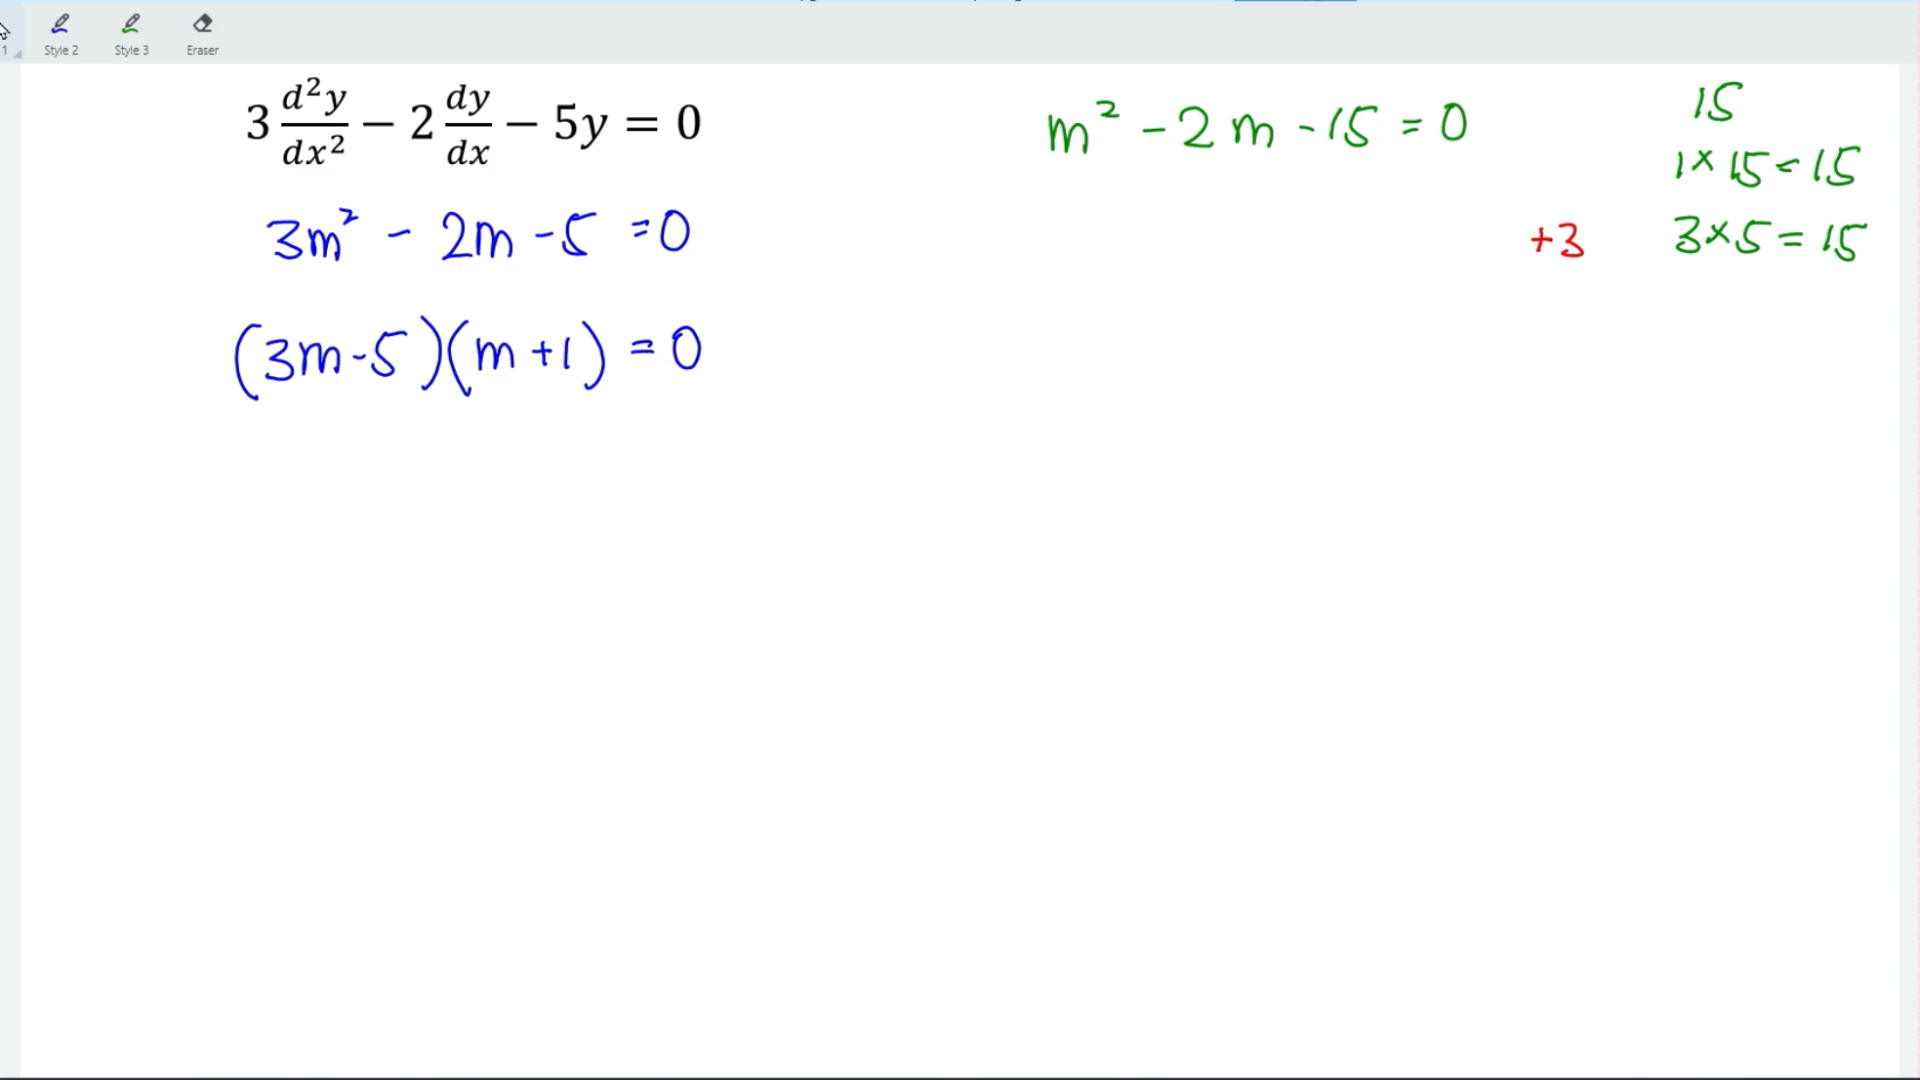 1 Style 2 Style 3 Eraser
3 d²y/dx² − 2 dy/dx − 5y = 0
3m² - 2m - 5 = 0
(3m - 5)(m + 1) = 0
m² - 2m - 15 = 0
15
1 × 15 = 15
+3 3 × 5 = 15